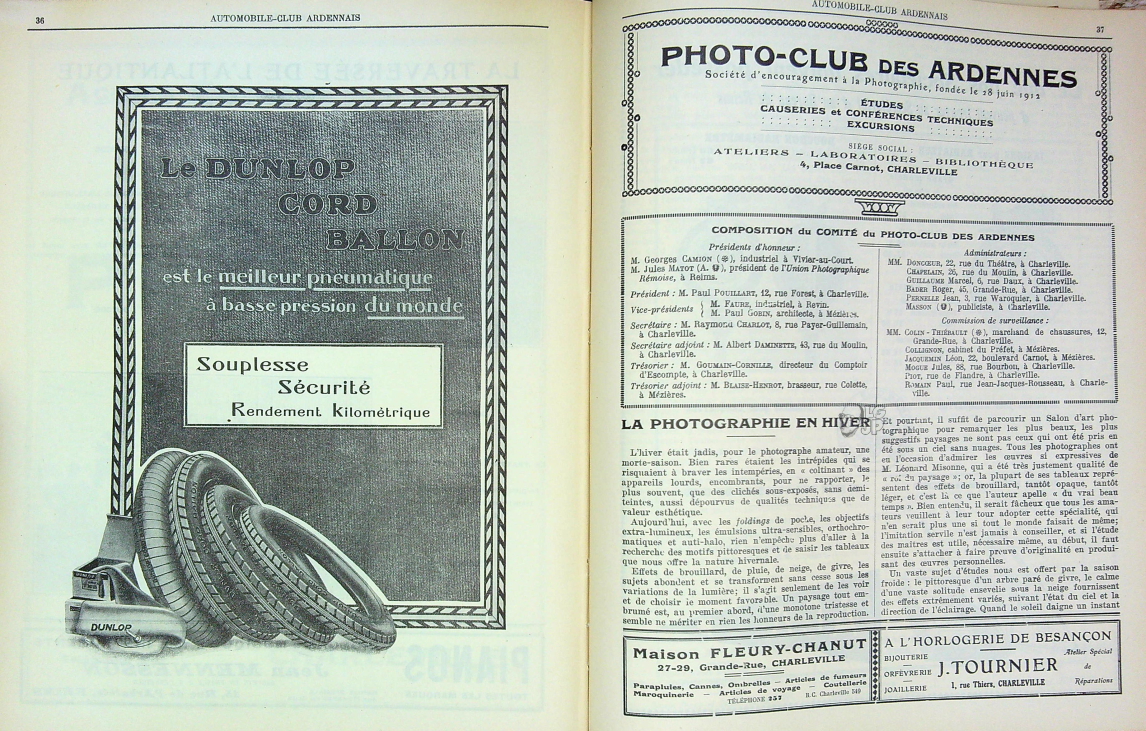 36
AUTOMOBILE-CLUB ARDENNAIS
Le DUNLOP
CORD
BALLON
est le meilleur pneumatique
à basse pression du monde
Souplesse
Sécurité
Rendement Kilométrique
DUNLOP
AUTOMOBILE-CLUB ARDENNAIS
37
PHOTO-CLUB DES ARDENNES
Société d'encouragement à la Photographie, fondée le 28 juin 1912
ÉTUDES
CAUSERIES et CONFÉRENCES TECHNIQUES
EXCURSIONS
SIÈGE SOCIAL :
ATELIERS – LABORATOIRES – BIBLIOTHÈQUE
4, Place Carnot, CHARLEVILLE
COMPOSITION du COMITÉ du PHOTO-CLUB DES ARDENNES
Présidents d'honneur :
M. Georges CAMION (), industriel à Vivier-au-Court.
M. Jules MATOT (A. ), président de l'Union Photographique
Rémoise, à Reims.
Président : M. Paul POUILLART, 12, rue Forest, à Charleville.
Vice-présidents
M. FAURE, industriel, à Revin.
M. Paul GOBIN, architecte, à Mézières.
Secrétaire : M. Raymond CHARLOT, 8, rue Payer-Guillemain,
à Charleville.
Secrétaire adjoint : M. Albert DAMINETTE, 43, rue du Moulin,
à Charleville.
Trésorier : M. GOUMAIN-CORNILLE, directeur du Comptoir
d'Escompte, à Charleville.
Trésorier adjoint : M. BLAISE-HENROT, brasseur, rue Colette,
à Mézières.
Administrateurs :
MM. DONCŒUR, 22, rue du Théâtre, à Charleville.
CHAPELAIN, 26, rue du Moulin, à Charleville.
GUILLAUME Marcel, 6, rue Daux, à Charleville.
BADER Roger, 45, Grande-Rue, à Charleville.
PERNELLE Jean, 3, rue Waroquier, à Charleville.
MASSON (), publiciste, à Charleville.
Commission de surveillance :
MM. COLIN-THIÉBAULT (), marchand de chaussures, 12,
Grande-Rue, à Charleville.
COLLIGNON, cabinet du Préfet, à Mézières.
JACQUEMIN Léon, 22, boulevard Carnot, à Mézières.
MOGUE Jules, 88, rue Bourbon, à Charleville.
PIOT, rue de Flandre, à Charleville.
ROMAIN Paul, rue Jean-Jacques-Rousseau, à Charle-
ville.
LA PHOTOGRAPHIE EN HIVER
L'hiver était jadis, pour le photographe amateur, une
morte-saison. Bien rares étaient les intrépides qui se
risquaient à braver les intempéries, en « coltinant » des
appareils lourds, encombrants, pour ne rapporter, le
plus souvent, que des clichés sous-exposés, sans demi-
teintes, aussi dépourvus de qualités techniques que de
valeur esthétique.
Aujourd'hui, avec les foldings de poche, les objectifs
extra-lumineux, les émulsions ultra-sensibles, orthochro-
matiques et anti-halo, rien n'empêche plus d'aller à la
recherche des motifs pittoresques et de saisir les tableaux
que nous offre la nature hivernale.
Effets de brouillard, de pluie, de neige, de givre, les
sujets abondent et se transforment sans cesse sous les
variations de la lumière; il s'agit seulement de les voir
et de choisir le moment favorable. Un paysage tout em-
brumé est, au premier abord, d'une monotone tristesse et
semble ne mériter en rien les honneurs de la reproduction.
Et pourtant, il suffit de parcourir un Salon d'art pho-
tographique pour remarquer les plus beaux, les plus
suggestifs paysages ne sont pas ceux qui ont été pris en
été sous un ciel sans nuages. Tous les photographes ont
eu l'occasion d'admirer les œuvres si expressives de
M. Léonard Misonne, qui a été très justement qualité de
« roi du paysage »; or, la plupart de ses tableaux repré-
sentent des effets de brouillard, tantôt opaque, tantôt
léger, et c'est là ce que l'auteur apelle « du vrai beau
temps ». Bien entendu, il serait fâcheux que tous les ama-
teurs veuillent à leur tour adopter cette spécialité, qui
n'en serait plus une si tout le monde faisait de même;
l'imitation servile n'est jamais à conseiller, et si l'étude
des maîtres est utile, nécessaire même, au début, il faut
ensuite s'attacher à faire preuve d'originalité en produi-
sant des œuvres personnelles.
Un vaste sujet d'études nous est offert par la saison
froide : le pittoresque d'un arbre paré de givre, le calme
d'une vaste solitude ensevelie sous la neige fournissent
des effets extrêmement variés, suivant l'état du ciel et la
direction de l'éclairage. Quand le soleil daigne un instant
Maison FLEURY-CHANUT
27-29, Grande-Rue, CHARLEVILLE
Parapluies, Cannes, Ombrelles – Articles de fumeurs
Maroquinerie – Articles de voyage – Coutellerie
TÉLÉPHONE 257
R.C. Charleville 549
A L'HORLOGERIE DE BESANÇON
BIJOUTERIE
ORFÈVRERIE
JOAILLERIE
J. TOURNIER
1, rue Thiers, CHARLEVILLE
Atelier Spécial
de
Réparations